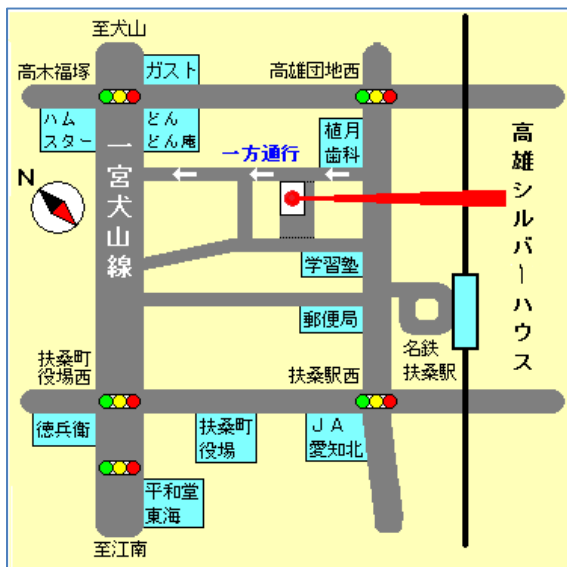 至犬山
高木福塚
ガスト
高雄団地西
ハム
スター
どん
どん庵
植月
歯科
一方通行
N
一宮犬山線
高雄シルバーハウス
学習塾
郵便局
名鉄
扶桑駅
扶桑町
役場西
扶桑駅西
徳兵衛
扶桑町
役場
ＪＡ
愛知北
平和堂
東海
至江南